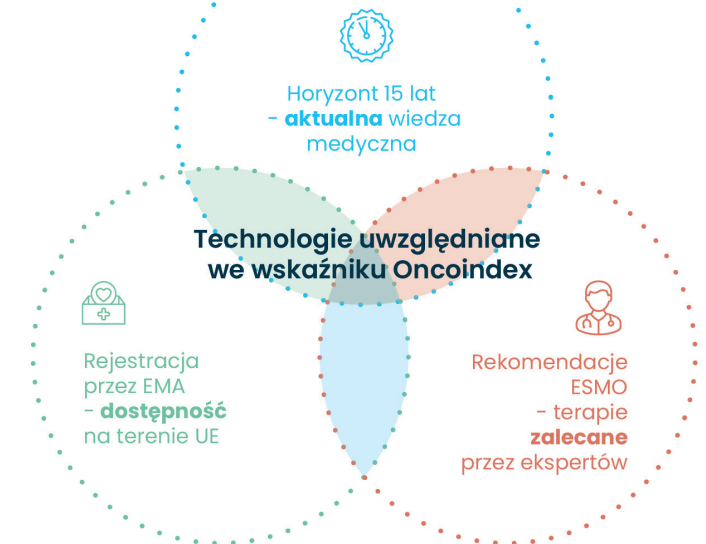 Horyzont 15 lat
- aktualna wiedza
medyczna
Technologie uwzględniane
we wskaźniku Oncoindex
Rejestracja
przez EMA
- dostępność
na terenie UE
Rekomendacje
ESMO
- terapie
zalecane
przez ekspertów